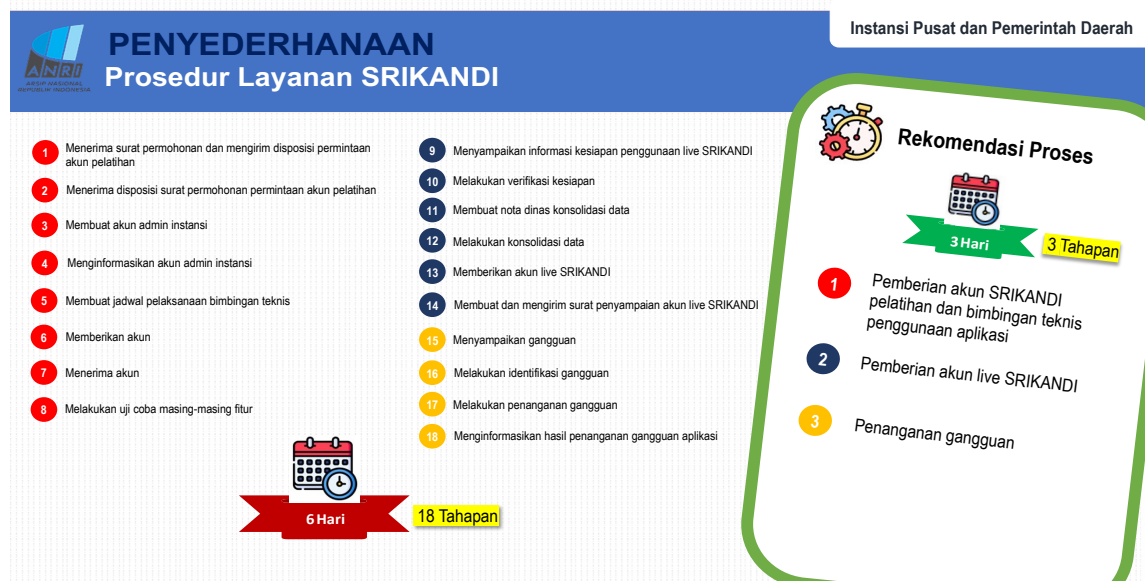 Instansi Pusat dan Pemerintah Daerah
ANRI
ARSIP NASIONAL
REPUBLIK INDONESIA
PENYEDERHANAAN
Prosedur Layanan SRIKANDI
1 Menerima surat permohonan dan mengirim disposisi permintaan
akun pelatihan
2 Menerima disposisi surat permohonan permintaan akun pelatihan
3 Membuat akun admin instansi
4 Menginformasikan akun admin instansi
5 Membuat jadwal pelaksanaan bimbingan teknis
6 Memberikan akun
7 Menerima akun
8 Melakukan uji coba masing-masing fitur
9 Menyampaikan informasi kesiapan penggunaan live SRIKANDI
10 Melakukan verifikasi kesiapan
11 Membuat nota dinas konsolidasi data
12 Melakukan konsolidasi data
13 Memberikan akun live SRIKANDI
14 Membuat dan mengirim surat penyampaian akun live SRIKANDI
15 Menyampaikan gangguan
16 Melakukan identifikasi gangguan
17 Melakukan penanganan gangguan
18 Menginformasikan hasil penanganan gangguan aplikasi
6 Hari
18 Tahapan
Rekomendasi Proses
3 Hari
3 Tahapan
1 Pemberian akun SRIKANDI
pelatihan dan bimbingan teknis
penggunaan aplikasi
2 Pemberian akun live SRIKANDI
3 Penanganan gangguan